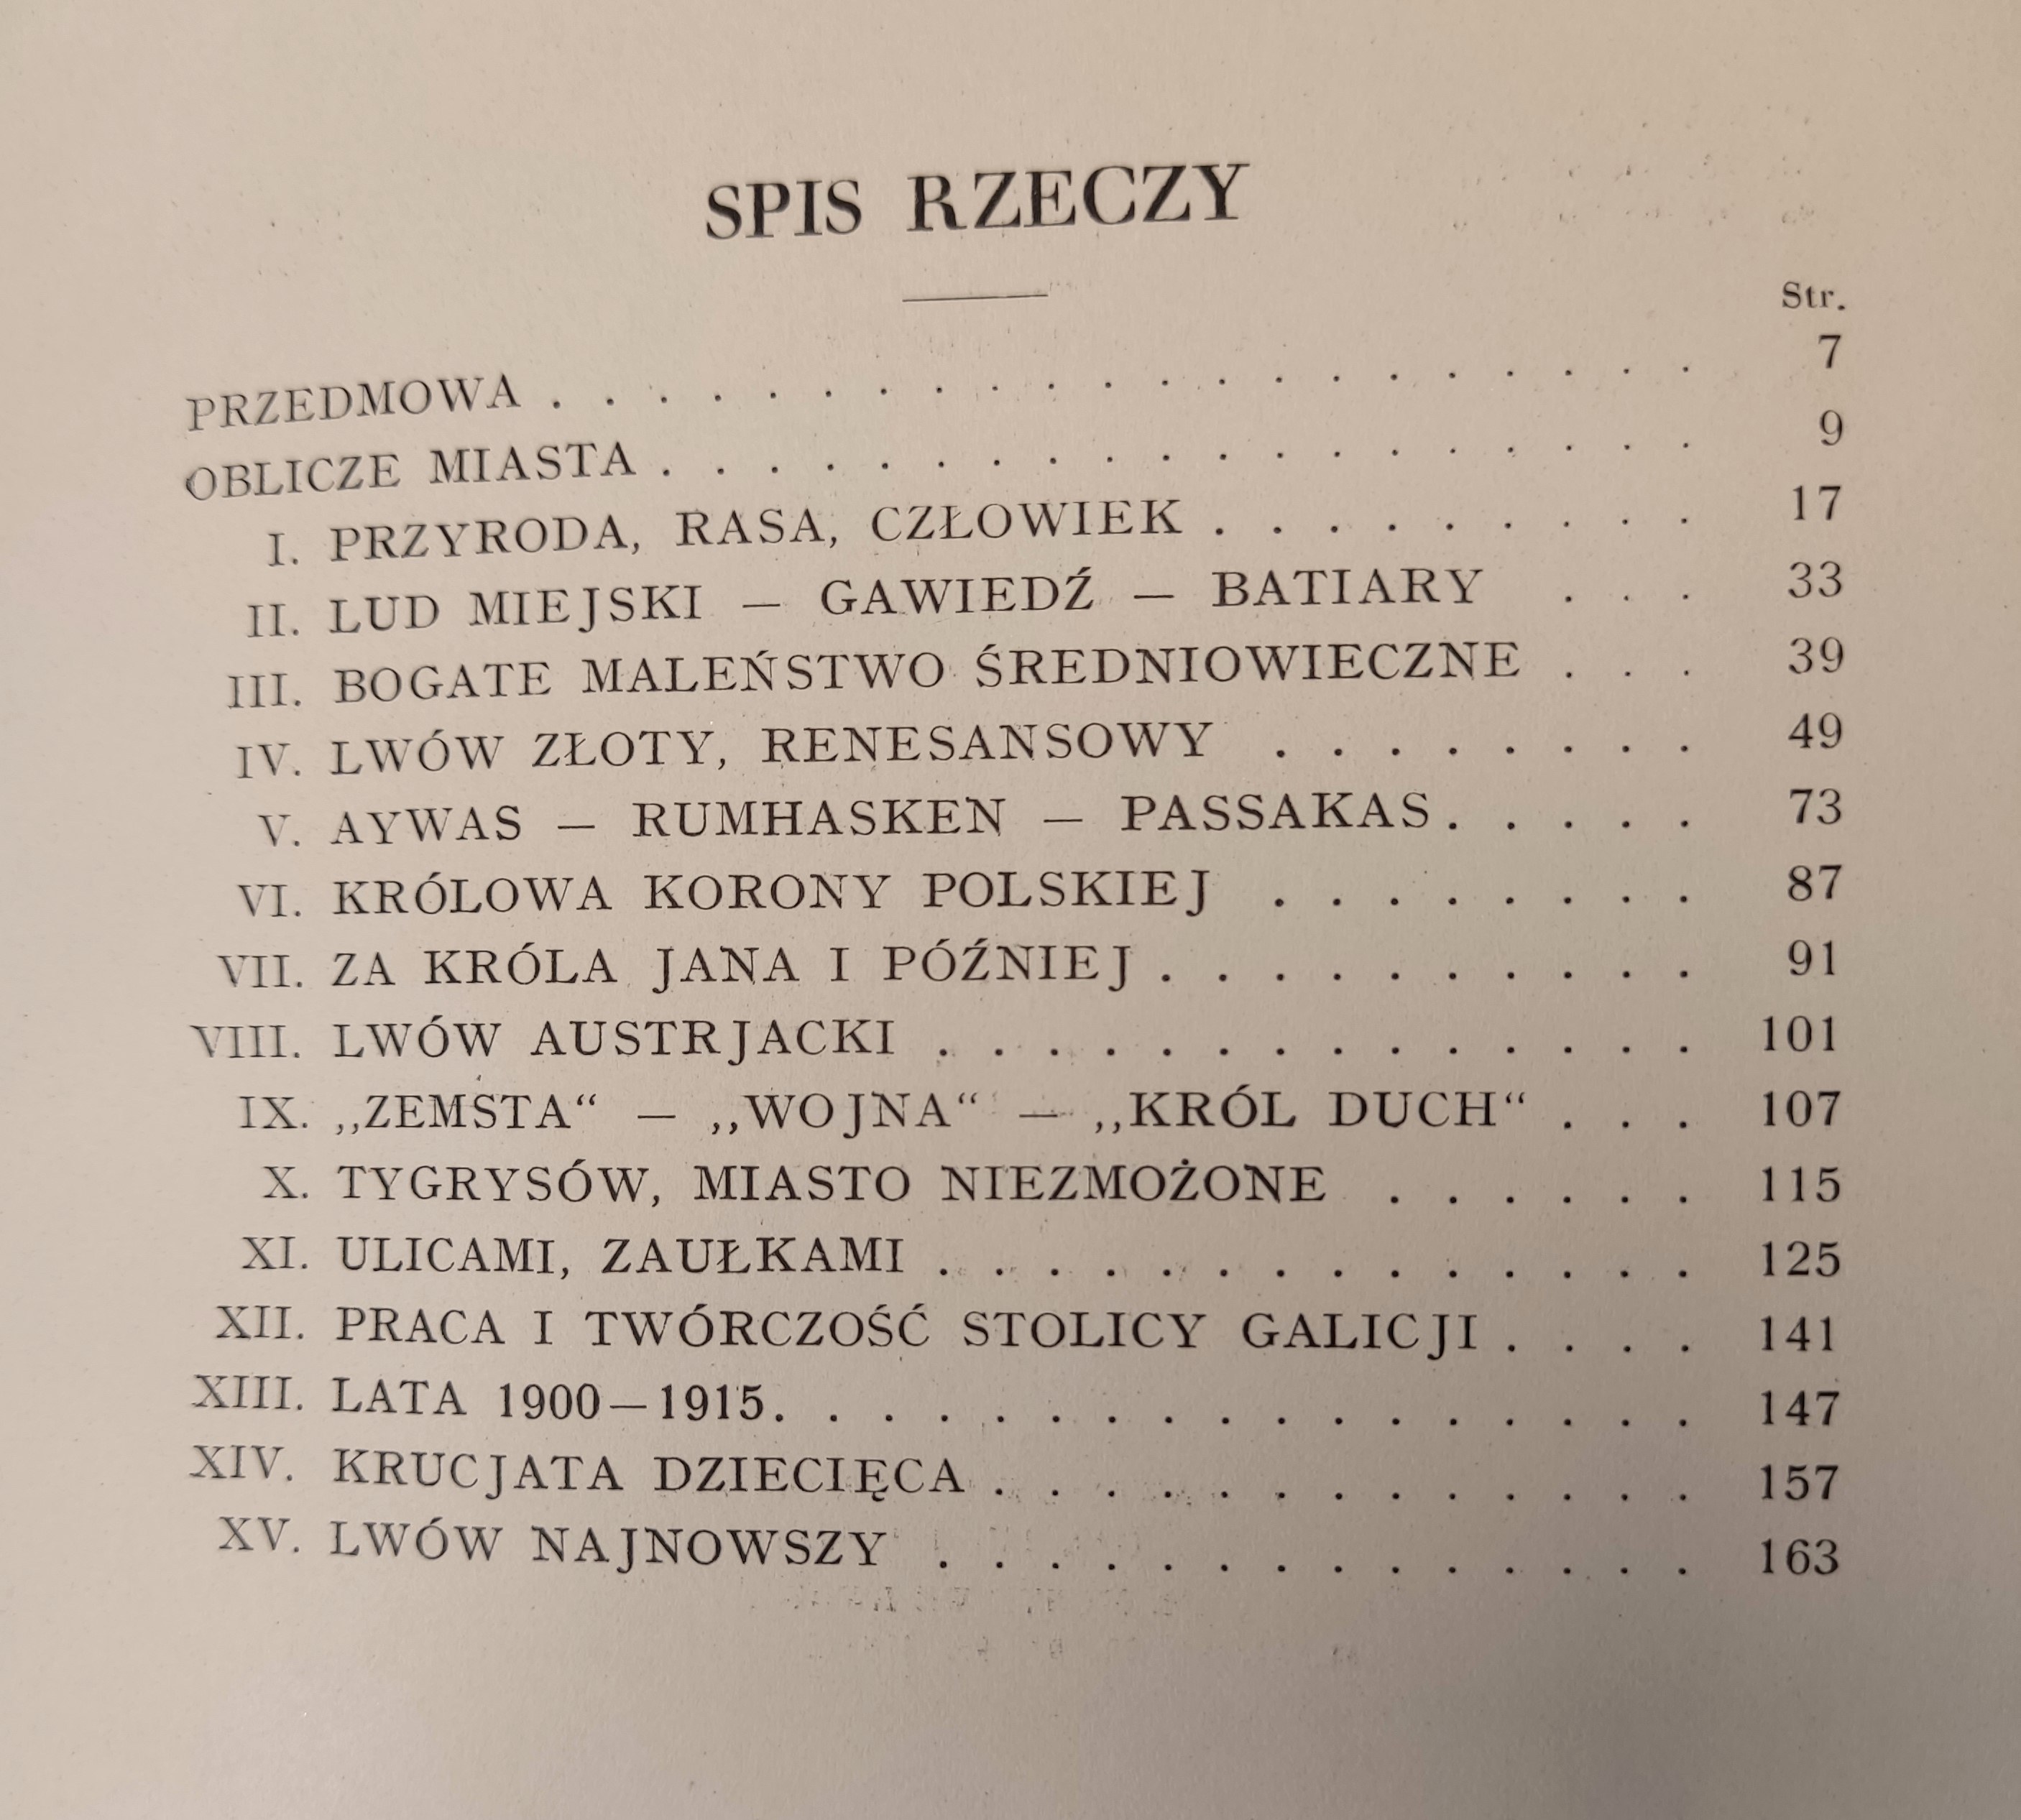 SPIS RZECZY
Str.
PRZEDMOWA . . . . . . . . . . . . . . . . . . . . . 7
OBLICZE MIASTA . . . . . . . . . . . . . . . . . . . 9
I. PRZYRODA, RASA, CZŁOWIEK . . . . . . . . . 17
II. LUD MIEJSKI — GAWIEDŹ — BATIARY . . . 33
III. BOGATE MALEŃSTWO ŚREDNIOWIECZNE . . . 39
IV. LWÓW ZŁOTY, RENESANSOWY . . . . . . . . 49
V. AYWAS — RUMHASKEN — PASSAKAS . . . . . 73
VI. KRÓLOWA KORONY POLSKIEJ . . . . . . . . 87
VII. ZA KRÓLA JANA I PÓŹNIEJ . . . . . . . . . . 91
VIII. LWÓW AUSTRJACKI . . . . . . . . . . . . . . 101
IX. „ZEMSTA“ — „WOJNA“ — „KRÓL DUCH“ . . . 107
X. TYGRYSÓW, MIASTO NIEZMOŻONE . . . . . . 115
XI. ULICAMI, ZAUŁKAMI . . . . . . . . . . . . . . 125
XII. PRACA I TWÓRCZOŚĆ STOLICY GALICJI . . . . 141
XIII. LATA 1900—1915 . . . . . . . . . . . . . . . . . 147
XIV. KRUCJATA DZIECIĘCA . . . . . . . . . . . . . 157
XV. LWÓW NAJNOWSZY . . . . . . . . . . . . . . 163